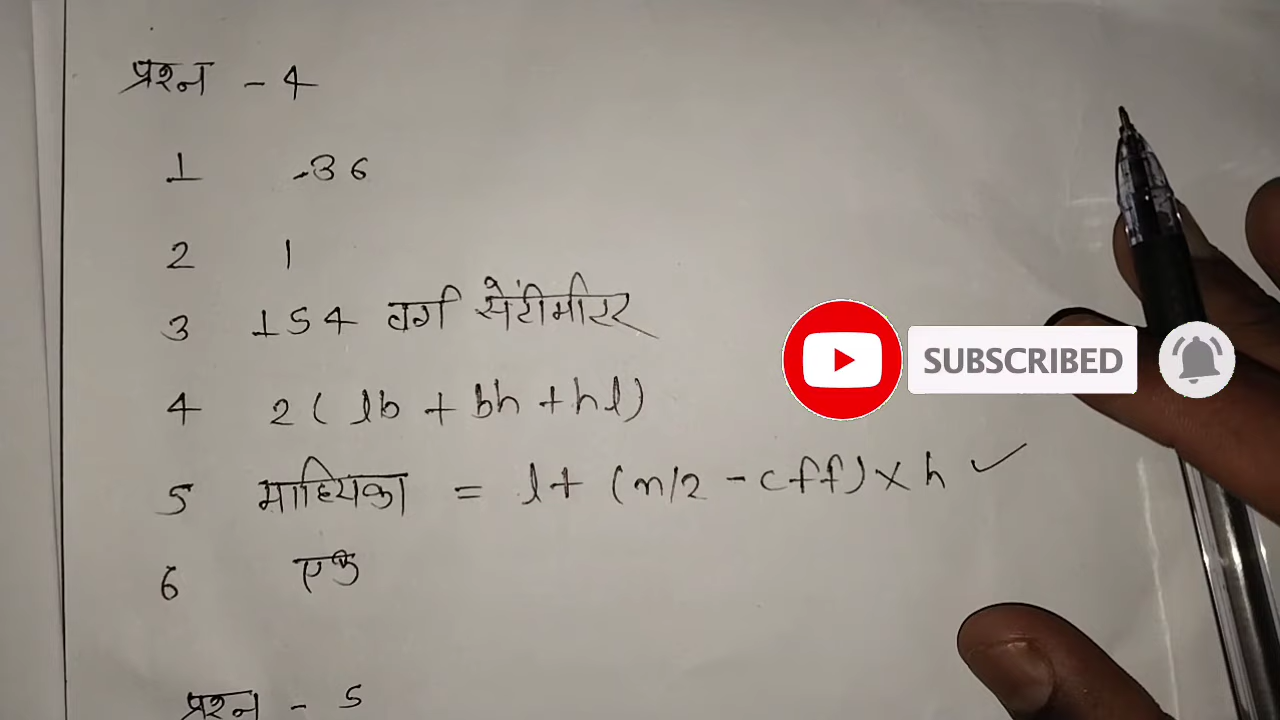 प्रश्न - 4
1 -36
2 1
3 154 वर्ग सेंटीमीटर
SUBSCRIBED
4 2(lb + bh + hl)
5 माध्यिका = l+ (n/2 - cff) × h ✓
6 एक
प्रश्न - 5